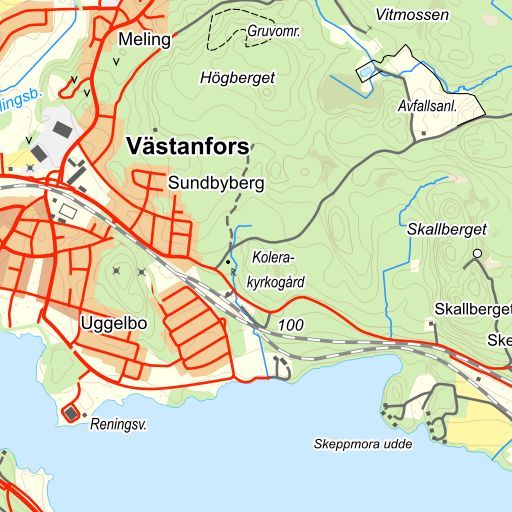 Vitmossen
Gruvomr.
Meling
Högberget
Avfallsanl.
Västanfors
Sundbyberg
Skallberget
Kolera-
kyrkogård
Skallberget
100
Uggelbo
Reningsv.
Skeppmora udde